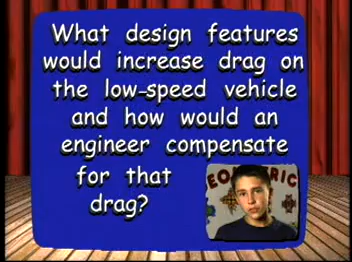 What design features
would increase drag on
the low-speed vehicle
and how would an
engineer compensate
for that
drag?